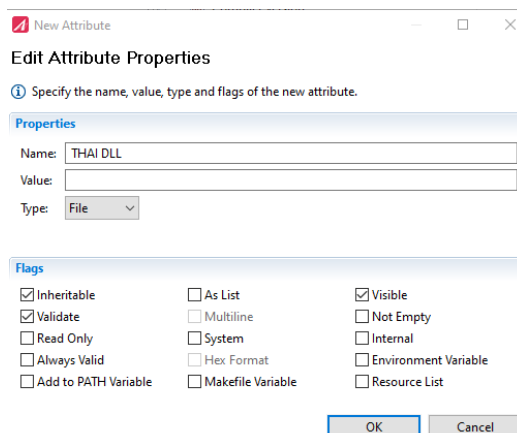 New Attribute
Edit Attribute Properties
Specify the name, value, type and flags of the new attribute.
Properties
Name: THAI DLL
Value:
Type: File
Flags
Inheritable As List Visible
Validate Multiline Not Empty
Read Only System Internal
Always Valid Hex Format Environment Variable
Add to PATH Variable Makefile Variable Resource List
OK Cancel